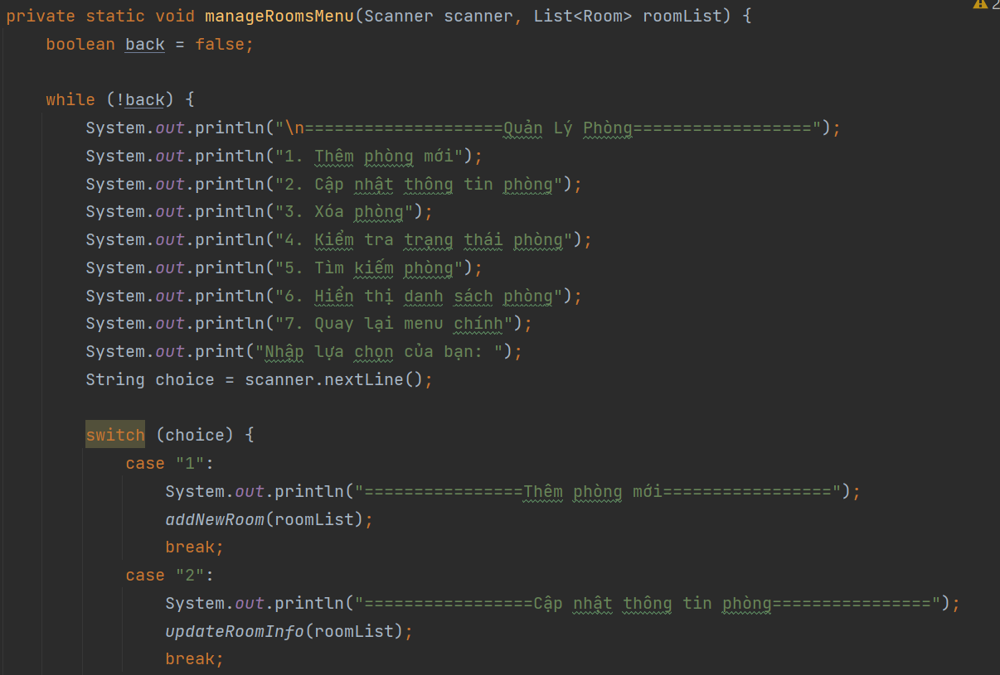 private static void manageRoomsMenu(Scanner scanner, List<Room> roomList) {
    boolean back = false;
    while (!back) {
        System.out.println("\n====================Quản Lý Phòng==================");
        System.out.println("1. Thêm phòng mới");
        System.out.println("2. Cập nhật thông tin phòng");
        System.out.println("3. Xóa phòng");
        System.out.println("4. Kiểm tra trạng thái phòng");
        System.out.println("5. Tìm kiếm phòng");
        System.out.println("6. Hiển thị danh sách phòng");
        System.out.println("7. Quay lại menu chính");
        System.out.print("Nhập lựa chọn của bạn: ");
        String choice = scanner.nextLine();
        switch (choice) {
            case "1":
                System.out.println("================Thêm phòng mới=================");
                addNewRoom(roomList);
                break;
            case "2":
                System.out.println("=================Cập nhật thông tin phòng================");
                updateRoomInfo(roomList);
                break;